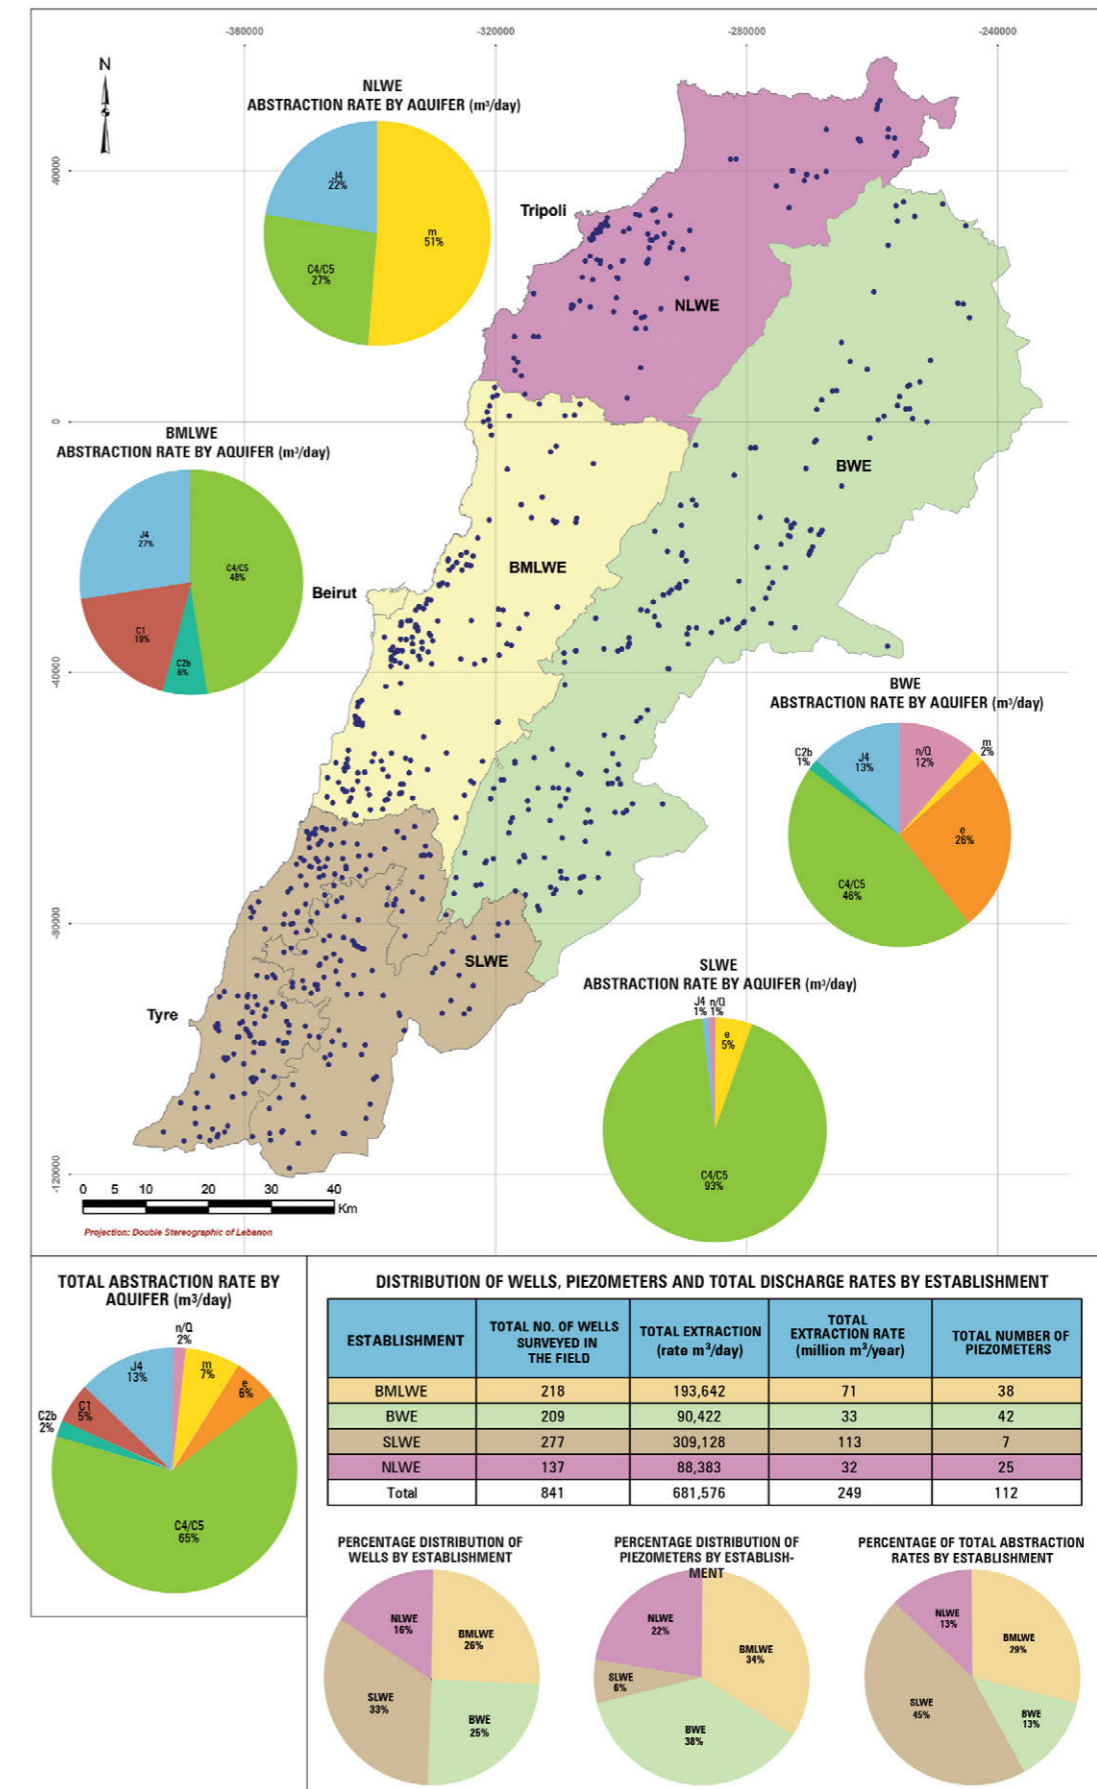 -360000
-320000
-280000
-240000
N
NLWE
ABSTRACTION RATE BY AQUIFER (m³/day)
J4
22%
m
51%
C4/C5
27%
40000
Tripoli
NLWE
0
BMLWE
ABSTRACTION RATE BY AQUIFER (m³/day)
J4
27%
C4/C5
48%
C1
19%
C2b
6%
BWE
BMLWE
Beirut
-40000
BWE
ABSTRACTION RATE BY AQUIFER (m³/day)
C2b
1%
J4
13%
n/Q
12%
m
2%
e
26%
C4/C5
46%
-80000
SLWE
SLWE
ABSTRACTION RATE BY AQUIFER (m³/day)
J4
1%
n/Q
1%
e
5%
C4/C5
93%
Tyre
-120000
0 5 10 20 30 40
Km
Projection: Double Stereographic of Lebanon
TOTAL ABSTRACTION RATE BY
AQUIFER (m³/day)
n/Q
2%
J4
13%
m
7%
e
6%
C1
5%
C2b
2%
C4/C5
65%
DISTRIBUTION OF WELLS, PIEZOMETERS AND TOTAL DISCHARGE RATES BY ESTABLISHMENT
ESTABLISHMENT
TOTAL NO. OF WELLS
SURVEYED IN
THE FIELD
TOTAL EXTRACTION
(rate m³/day)
TOTAL
EXTRACTION RATE
(million m³/year)
TOTAL NUMBER OF
PIEZOMETERS
BMLWE 218 193,642 71 38
BWE 209 90,422 33 42
SLWE 277 309,128 113 7
NLWE 137 88,383 32 25
Total 841 681,576 249 112
PERCENTAGE DISTRIBUTION OF
WELLS BY ESTABLISHMENT
NLWE
16%
BMLWE
26%
SLWE
33%
BWE
25%
PERCENTAGE DISTRIBUTION OF
PIEZOMETERS BY ESTABLISH-
MENT
NLWE
22%
BMLWE
34%
SLWE
6%
BWE
38%
PERCENTAGE OF TOTAL ABSTRACTION
RATES BY ESTABLISHMENT
NLWE
13%
BMLWE
29%
SLWE
45%
BWE
13%